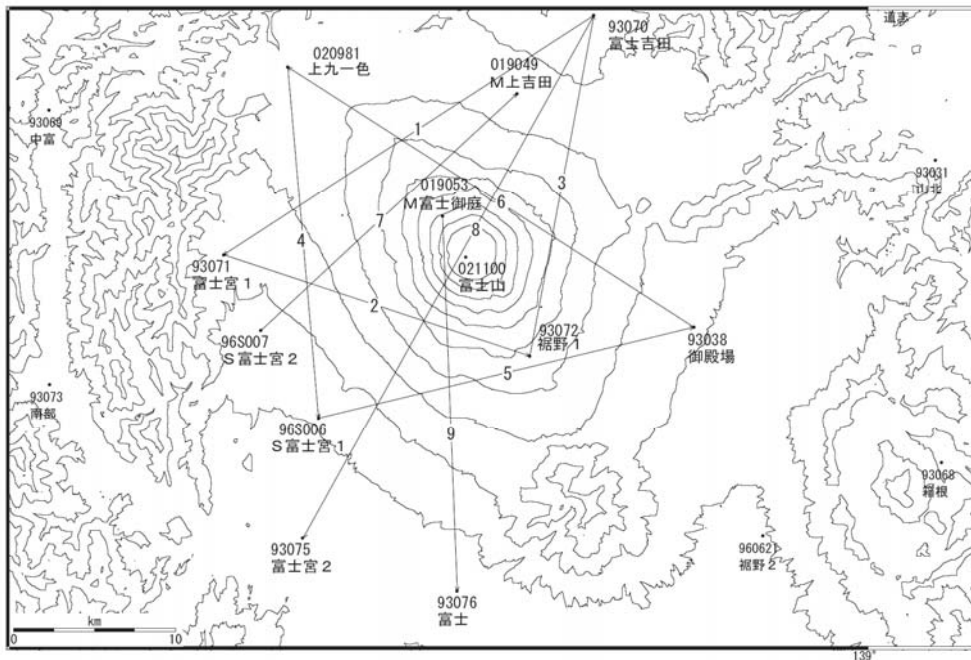 道志
93070
富士吉田
020981
上九一色
019049
M上吉田
93069
中富
1
93031
山北
3
019053
M富士御庭
6
7
8
4
93071
富士宮1
021100
富士山
2
93072
裾野1
93038
御殿場
96S007
S富士宮2
5
93073
南部
96S006
S富士宮1
9
93068
箱根
93075
富士宮2
960621
裾野2
93076
富士
km
0 10
139°